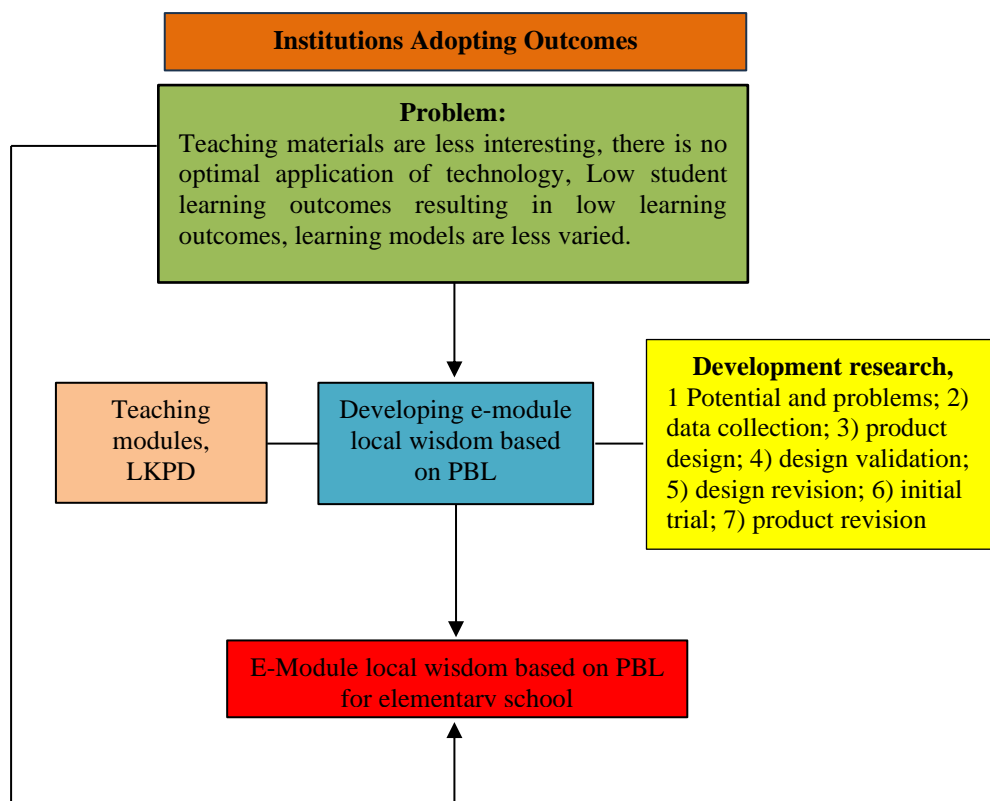 Institutions Adopting Outcomes
Problem:
Teaching materials are less interesting, there is no
optimal application of technology, Low student
learning outcomes resulting in low learning
outcomes, learning models are less varied.
Teaching
modules,
LKPD
Developing e-module
local wisdom based
on PBL
Development research,
1 Potential and problems; 2)
data collection; 3) product
design; 4) design validation;
5) design revision; 6) initial
trial; 7) product revision
E-Module local wisdom based on PBL
for elementary school